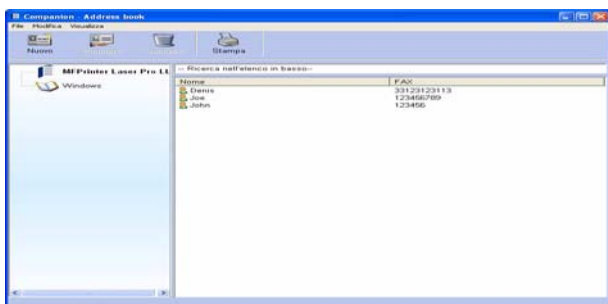 Companion - Address book
File Modifica Visualizza
Nuovo Stampa
MFPrinter Laser Pro LL
Windows
-- Ricerca nell'elenco in basso--
Nome FAX
Denis 33123123113
Joe 123456789
John 123456